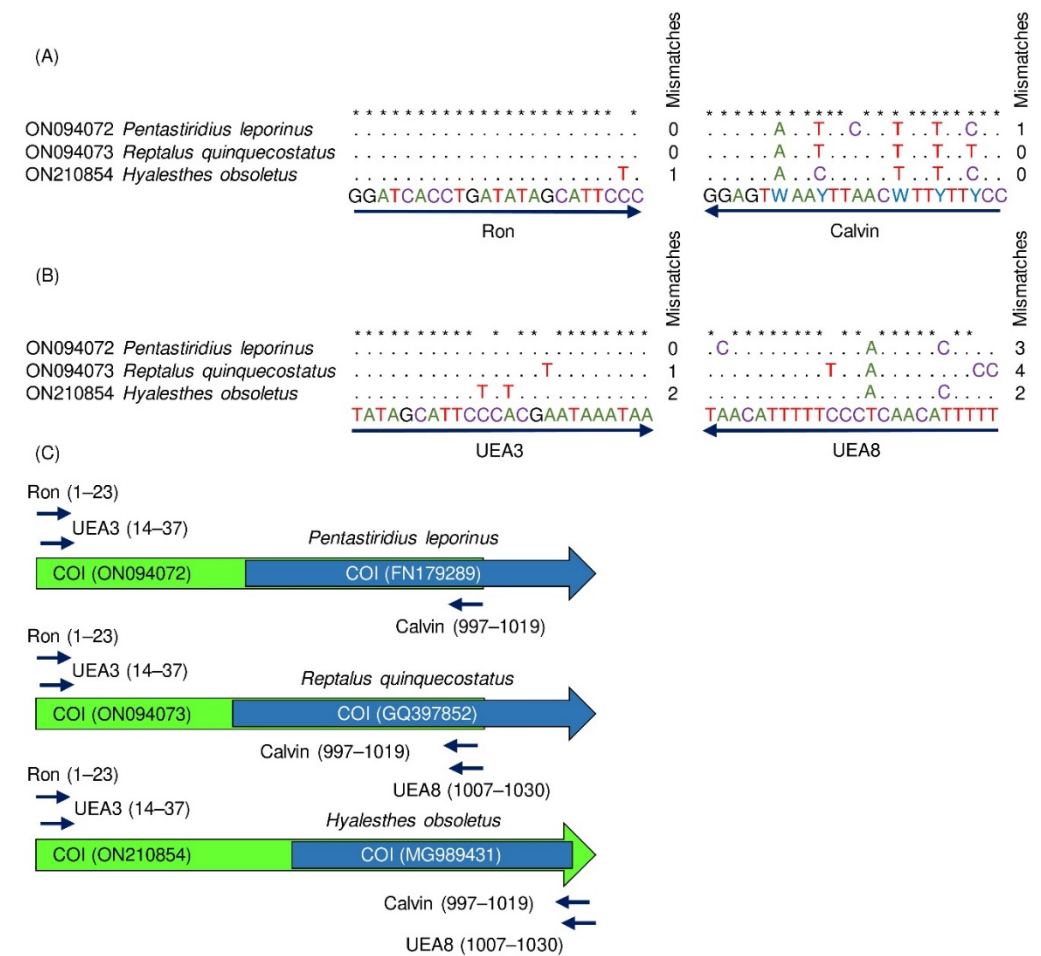 Mismatches Mismatches
(A)
********************* * *********** ***********
ON094072 Pentastiridius leporinus ....................... 0 .....A..T..C..T..T..C.. 1
ON094073 Reptalus quinquecostatus ....................... 0 .....A..T.....T..T..T.. 0
ON210854 Hyalesthes obsoletus .....................T. 1 .....A..C.....T..T..C.. 0
GGATCACCTGATATAGCATTCCC GGAGTWAAYTTAACWTTYTTYCC
Ron Calvin
(B)
Mismatches Mismatches
********** * ** ******** * ******** ** ***** **
ON094072 Pentastiridius leporinus ........................ 0 .C...........A.....C.... 3
ON094073 Reptalus quinquecostatus ...............T........ 1 ..........T..A........CC 4
ON210854 Hyalesthes obsoletus ..........T.T........... 2 .............A.....C.... 2
TATAGCATTCCCACGAATAAATAA TAACATTTTTCCCTCAACATTTTT
UEA3 UEA8
(C)
Ron (1–23)
UEA3 (14–37)
Pentastiridius leporinus
COI (ON094072) COI (FN179289)
Calvin (997–1019)
Ron (1–23)
UEA3 (14–37)
Reptalus quinquecostatus
COI (ON094073) COI (GQ397852)
Calvin (997–1019)
UEA8 (1007–1030)
Ron (1–23)
UEA3 (14–37)
Hyalesthes obsoletus
COI (ON210854) COI (MG989431)
Calvin (997–1019)
UEA8 (1007–1030)